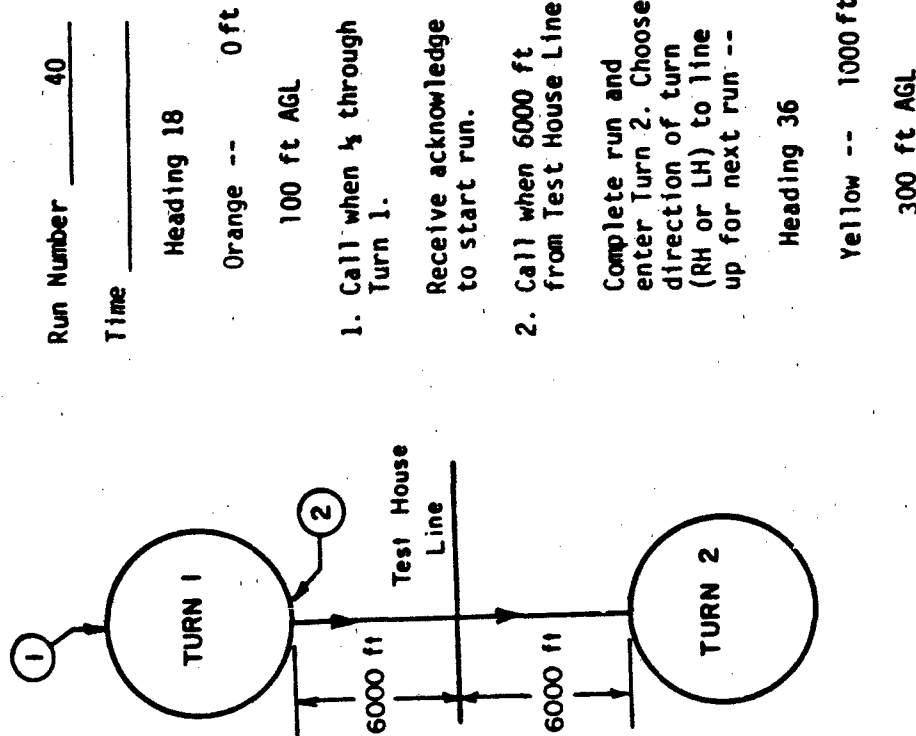 Run Number 40
Time
Heading 18
Orange -- 0 ft
100 ft AGL
1. Call when ½ through
Turn 1.
Receive acknowledge
to start run.
2. Call when 6000 ft
from Test House Line
Complete run and
enter Turn 2. Choose
direction of turn
(RH or LH) to line
up for next run --
Heading 36
Yellow -- 1000 ft
300 ft AGL
1
TURN 1
2
6000 ft
Test House
Line
6000 ft
TURN 2